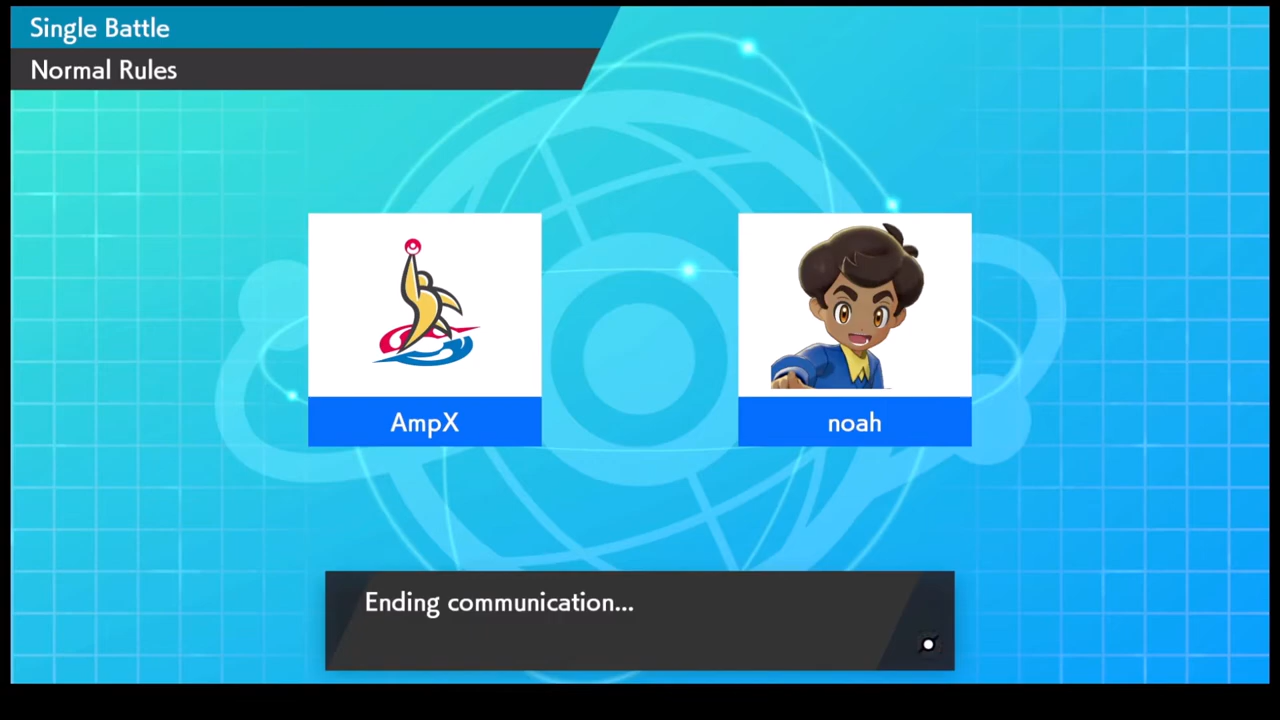 Single Battle
Normal Rules
AmpX
noah
Ending communication...